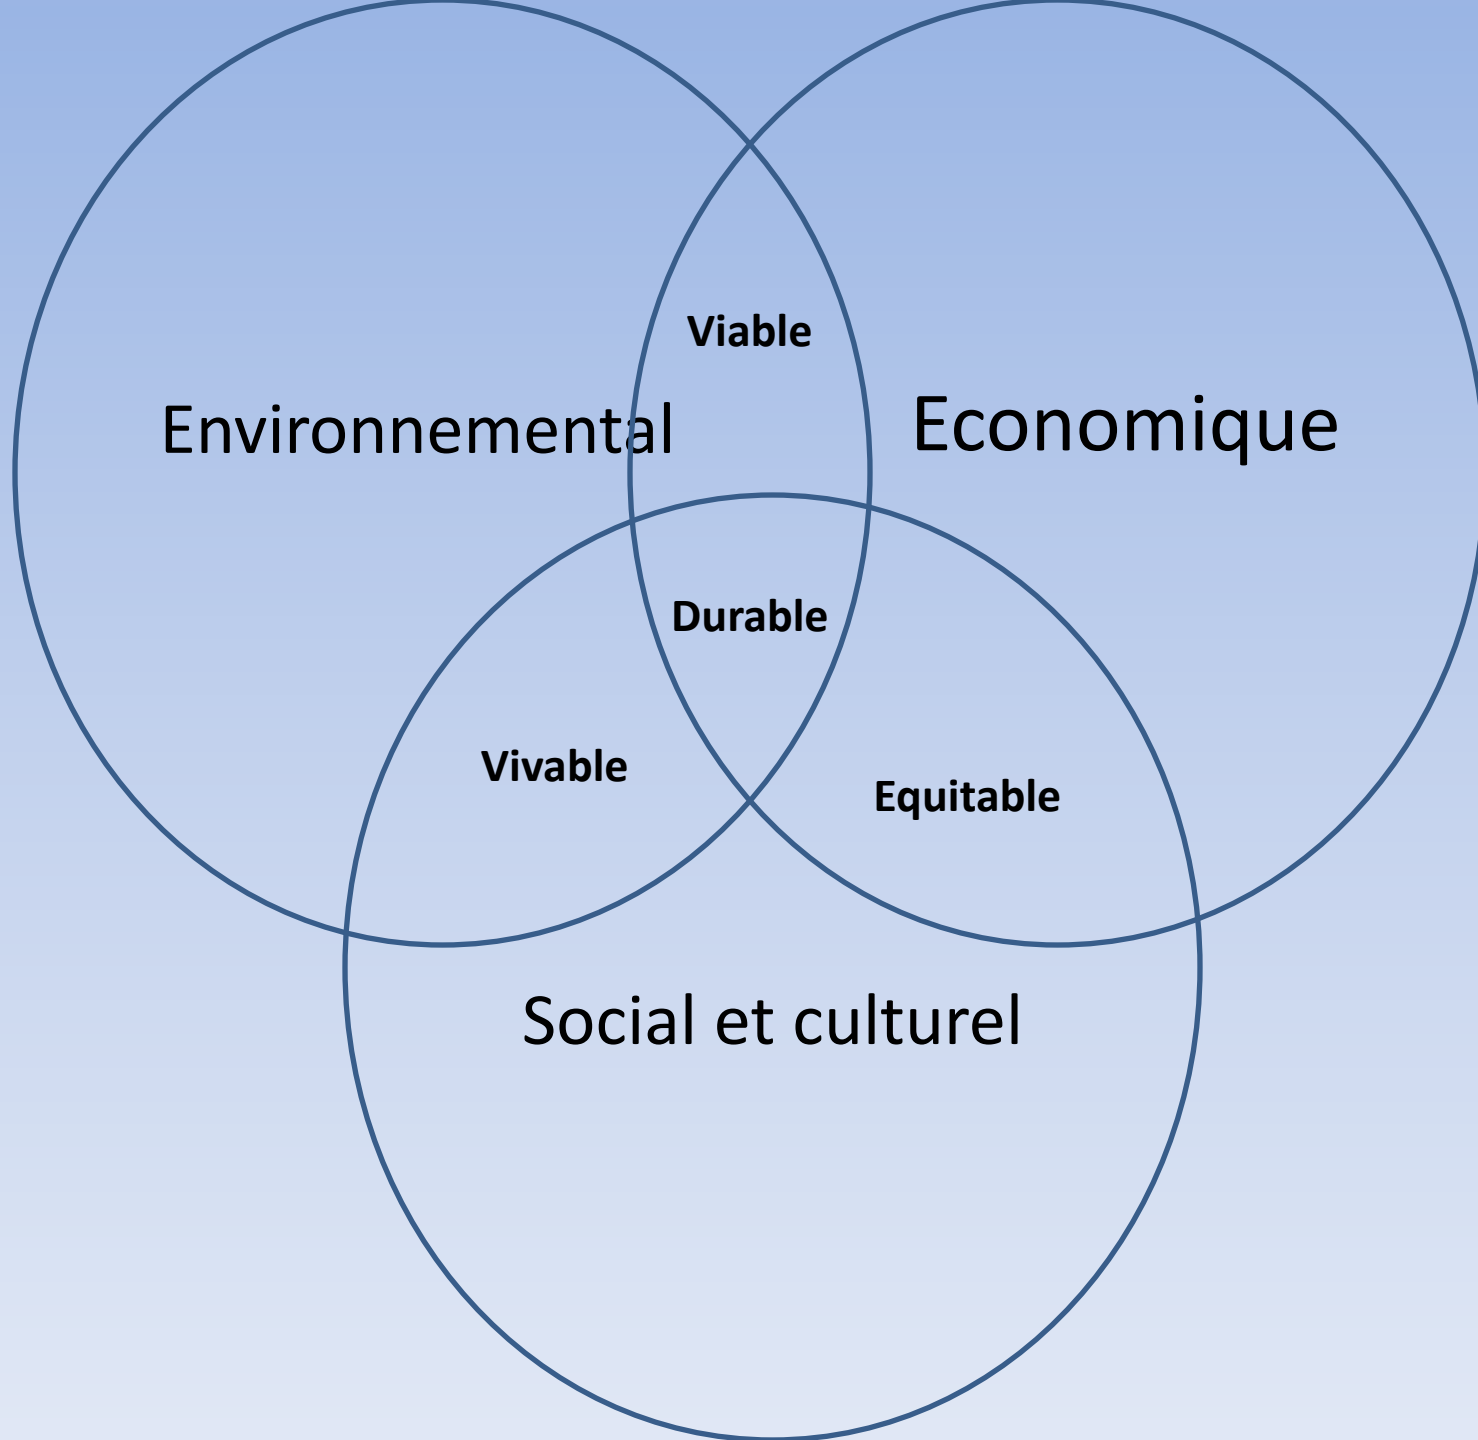 Viable
Environnemental
Economique
Durable
Vivable
Equitable
Social et culturel